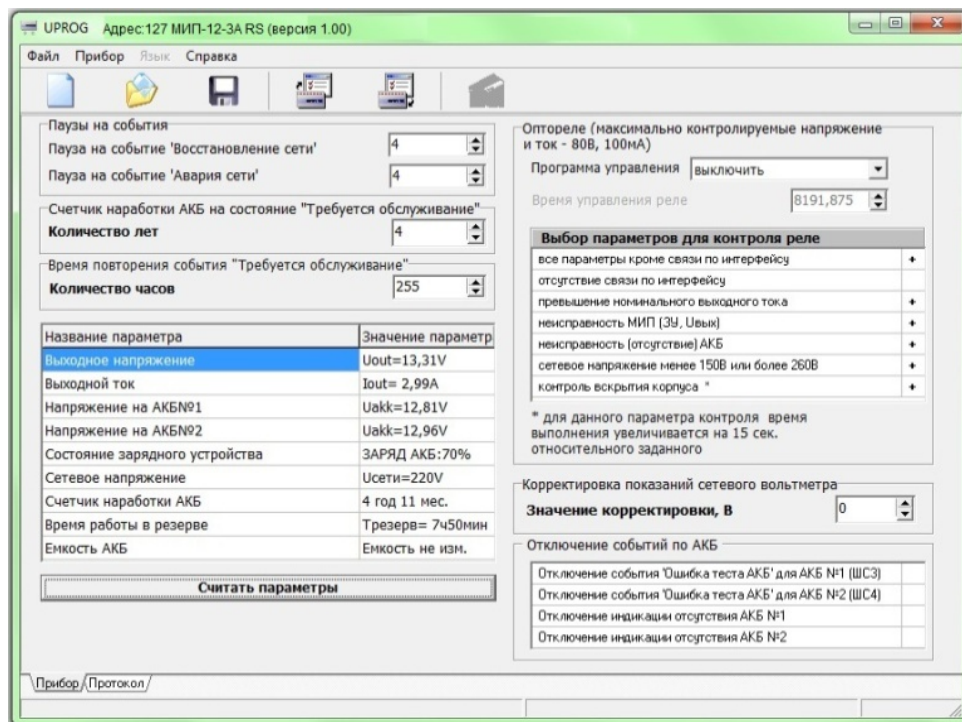 UPROG Адрес:127 МИП-12-3А RS (версия 1.00)
Файл Прибор Язык Справка
Паузы на события
Пауза на событие 'Восстановление сети' 4
Пауза на событие 'Авария сети' 4
Счетчик наработки АКБ на состояние "Требуется обслуживание"
Количество лет 4
Время повторения события "Требуется обслуживание"
Количество часов 255
Название параметра Значение параметр
Выходное напряжение Uout=13,31V
Выходной ток Iout= 2,99A
Напряжение на АКБ№1 Uakk=12,81V
Напряжение на АКБ№2 Uakk=12,96V
Состояние зарядного устройства ЗАРЯД АКБ:70%
Сетевое напряжение Uсети=220V
Счетчик наработки АКБ 4 год 11 мес.
Время работы в резерве Трезерв= 7ч50мин
Емкость АКБ Емкость не изм.
Считать параметры
Оптореле (максимально контролируемые напряжение
и ток - 80В, 100мА)
Программа управления выключить
Время управления реле 8191,875
Выбор параметров для контроля реле
все параметры кроме связи по интерфейсу +
отсутствие связи по интерфейсу
превышение номинального выходного тока +
неисправность МИП (ЗУ, Uвых) +
неисправность (отсутствие) АКБ +
сетевое напряжение менее 150В или более 260В +
контроль вскрытия корпуса * +
* для данного параметра контроля время
выполнения увеличивается на 15 сек.
относительного заданного
Корректировка показаний сетевого вольтметра
Значение корректировки, В 0
Отключение событий по АКБ
Отключение события 'Ошибка теста АКБ' для АКБ №1 (ШС3)
Отключение события 'Ошибка теста АКБ' для АКБ №2 (ШС4)
Отключение индикации отсутствия АКБ №1
Отключение индикации отсутствия АКБ №2
Прибор Протокол